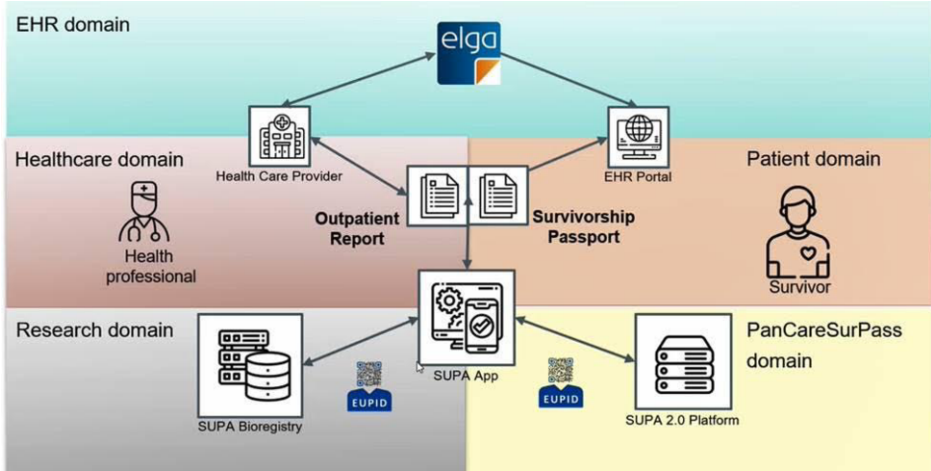 EHR domain
elga
Healthcare domain
Health Care Provider
EHR Portal
Patient domain
Outpatient
Report
Survivorship
Passport
Health
professional
Survivor
Research domain
PanCareSurPass
domain
SUPA App
EUPID
EUPID
SUPA Bioregistry
SUPA 2.0 Platform